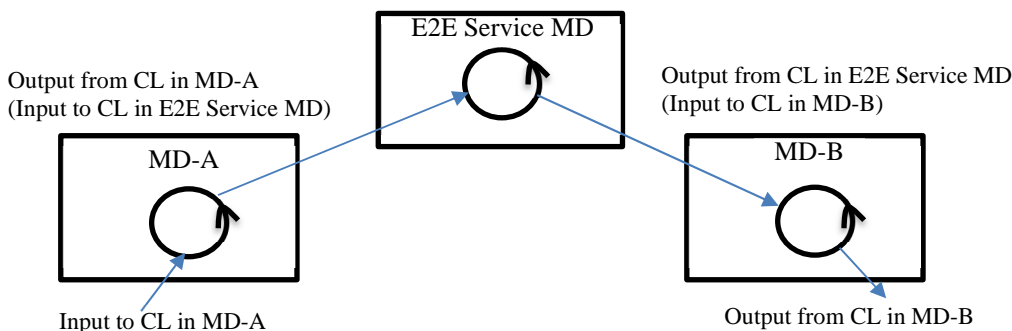 E2E Service MD
Output from CL in MD-A
(Input to CL in E2E Service MD)
Output from CL in E2E Service MD
(Input to CL in MD-B)
MD-A
MD-B
Input to CL in MD-A
Output from CL in MD-B